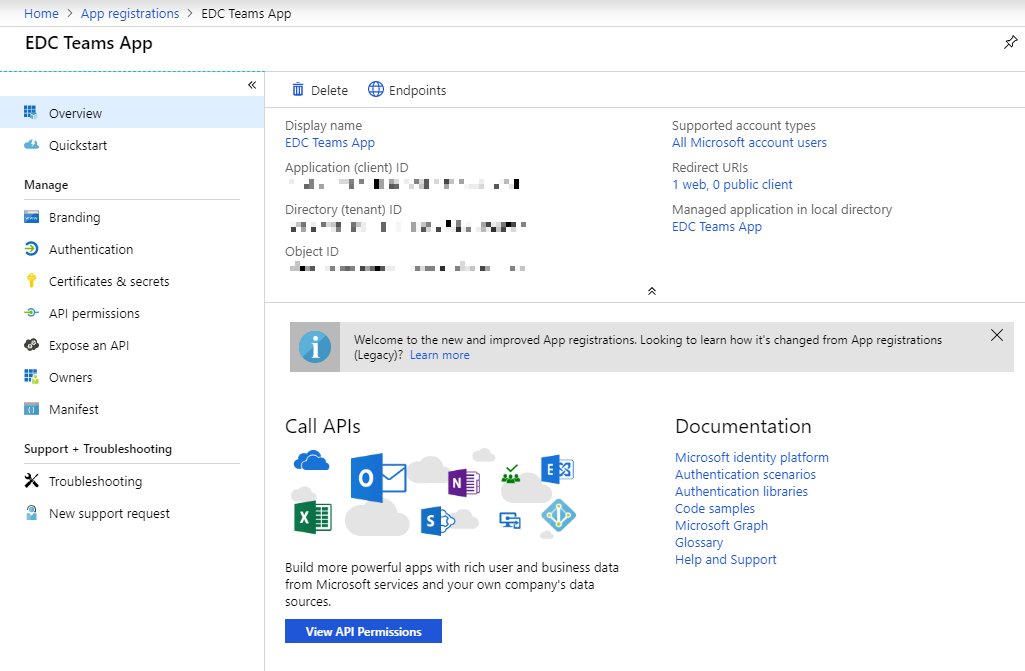 Home > App registrations > EDC Teams App
EDC Teams App
«
Overview
Quickstart
Manage
Branding
Authentication
Certificates & secrets
API permissions
Expose an API
Owners
Manifest
Support + Troubleshooting
Troubleshooting
New support request
Delete
Endpoints
Display name
EDC Teams App
Application (client) ID
Directory (tenant) ID
Object ID
Supported account types
All Microsoft account users
Redirect URIs
1 web, 0 public client
Managed application in local directory
EDC Teams App
Welcome to the new and improved App registrations. Looking to learn how it's changed from App registrations
(Legacy)? Learn more
Call APIs
O
N
E
X
S
Build more powerful apps with rich user and business data
from Microsoft services and your own company's data
sources.
View API Permissions
Documentation
Microsoft identity platform
Authentication scenarios
Authentication libraries
Code samples
Microsoft Graph
Glossary
Help and Support